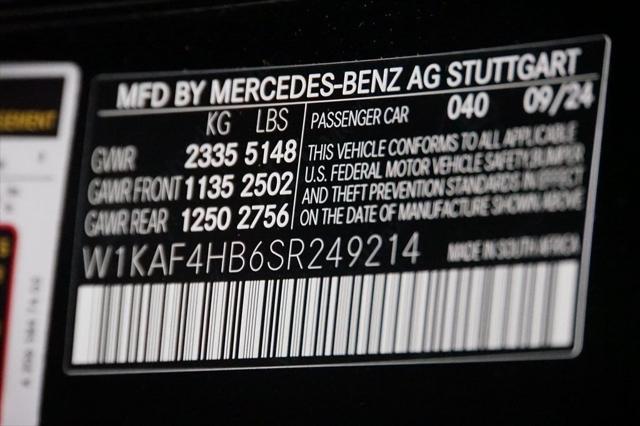 MFD BY MERCEDES-BENZ AG STUTTGART
KG LBS
PASSENGER CAR 040 09/24
GVWR 2335 5148
GAWR FRONT 1135 2502
GAWR REAR 1250 2756
THIS VEHICLE CONFORMS TO ALL APPLICABLE
U.S. FEDERAL MOTOR VEHICLE SAFETY, BUMPER
AND THEFT PREVENTION STANDARDS IN EFFECT
ON THE DATE OF MANUFACTURE SHOWN ABOVE
W1KAF4HB6SR249214
MADE IN SOUTH AFRICA